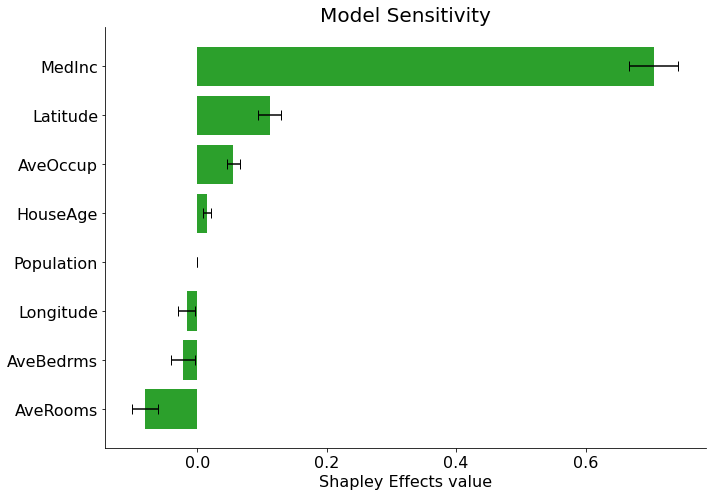 Model Sensitivity
MedInc
Latitude
AveOccup
HouseAge
Population
Longitude
AveBedrms
AveRooms
0.0 0.2 0.4 0.6
Shapley Effects value